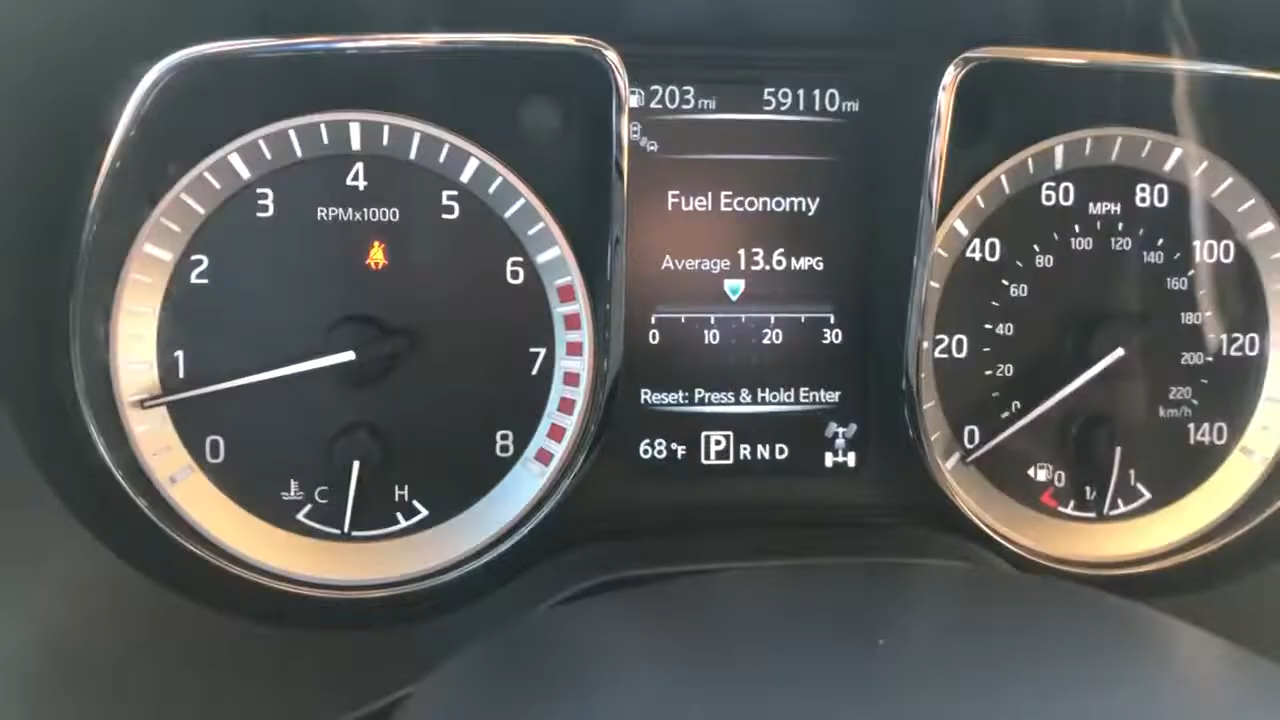 203 mi 59110 mi
Fuel Economy
Average 13.6 MPG
0 10 20 30
Reset: Press & Hold Enter
68°F P R N D
0 1 2 3 4 5 6 7 8
RPMx1000
C H
0 20 40 60 80 100 120 140
MPH
0 20 40 60 80 100 120 140 160 180 200 220
km/h
0 1